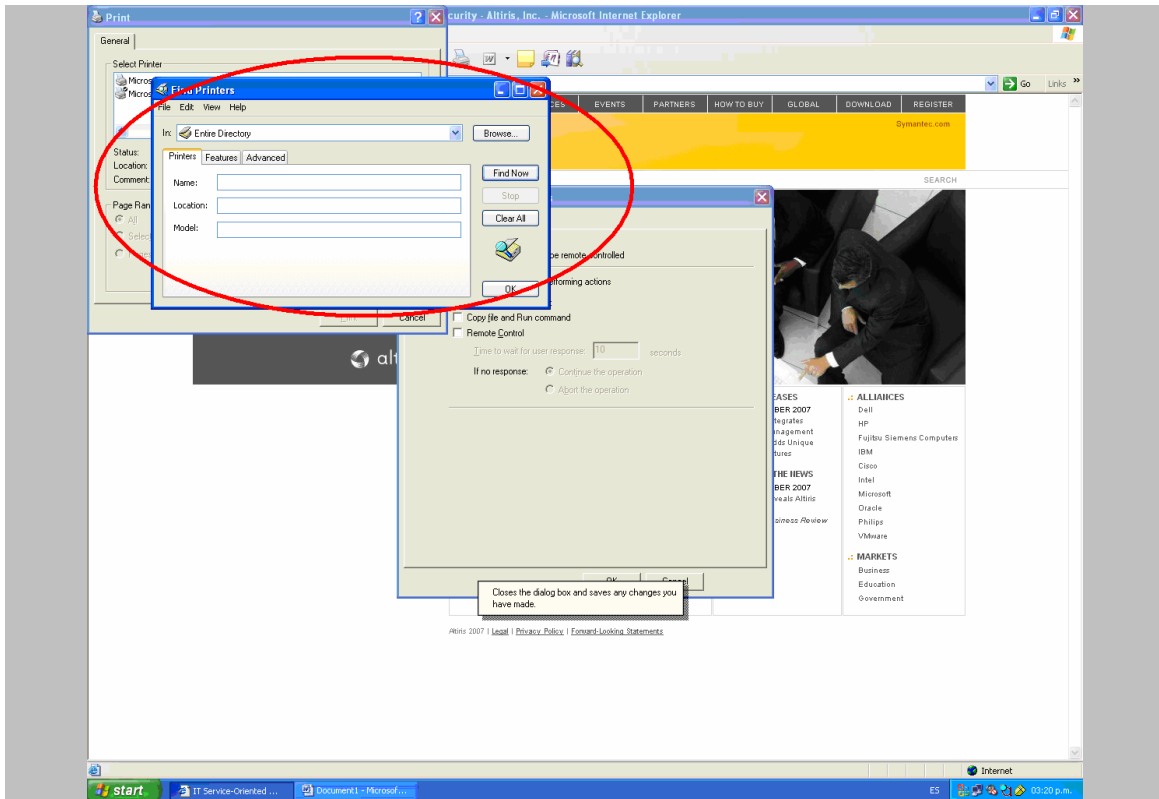 Print
curity - Altiris, Inc. - Microsoft Internet Explorer
General
Select Printer
Micros
Micros
Find Printers
File Edit View Help
In: Entire Directory
Browse...
Printers Features Advanced
Name:
Location:
Model:
Find Now
Stop
Clear All
OK
Status:
Location:
Comment:
Page Ran
All
Cancel
Go Links »
EVENTS PARTNERS HOW TO BUY GLOBAL DOWNLOAD REGISTER
Symantec.com
SEARCH
be remote controlled
actions
Copy file and Run command
Remote Control
Time to wait for user response: 10 seconds
If no response: Continue the operation
Abort the operation
OK Cancel
Closes the dialog box and saves any changes you
have made.
alt
EASES
BER 2007
tegrates
nagement
dds Unique
tures
THE NEWS
BER 2007
veals Altiris
siness Review
.: ALLIANCES
Dell
HP
Fujitsu Siemens Computers
IBM
Cisco
Intel
Microsoft
Oracle
Philips
VMware
.: MARKETS
Business
Education
Government
Altiris 2007 | Legal | Privacy Policy | Forward-Looking Statements
Internet
start IT Service-Oriented ... Document1 - Microsof... ES 03:20 p.m.